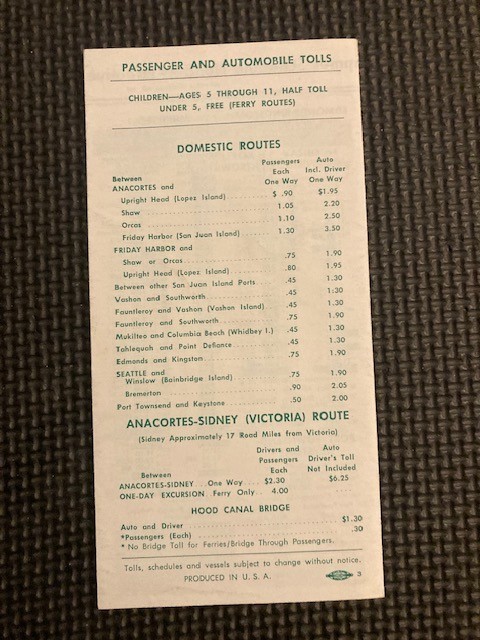 PASSENGER AND AUTOMOBILE TOLLS
CHILDREN—AGES 5 THROUGH 11, HALF TOLL
UNDER 5, FREE (FERRY ROUTES)
DOMESTIC ROUTES
Passengers Each One Way Auto Incl. Driver One Way
Between
ANACORTES and
Upright Head (Lopez Island) $ .90 $1.95
Shaw 1.05 2.20
Orcas 1.10 2.50
Friday Harbor (San Juan Island) 1.30 3.50
FRIDAY HARBOR and
Shaw or Orcas .75 1.90
Upright Head (Lopez Island) .80 1.95
Between other San Juan Island Ports .45 1.30
Vashon and Southworth .45 1:30
Fauntleroy and Vashon (Vashon Island) .45 1.30
Fauntleroy and Southworth .75 1.90
Mukilteo and Columbia Beach (Whidbey I.) .45 1.30
Tahlequah and Point Defiance .45 1.30
Edmonds and Kingston .75 1.90
SEATTLE and
Winslow (Bainbridge Island) .75 1.90
Bremerton .90 2.05
Port Townsend and Keystone .50 2.00
ANACORTES-SIDNEY (VICTORIA) ROUTE
(Sidney Approximately 17 Road Miles from Victoria)
Drivers and Passengers Each Auto Driver's Toll Not Included
Between
ANACORTES-SIDNEY One Way $2.30 $6.25
ONE-DAY EXCURSION Ferry Only 4.00 ....
HOOD CANAL BRIDGE
Auto and Driver $1.30
*Passengers (Each) .30
* No Bridge Toll for Ferries/Bridge Through Passengers.
Tolls, schedules and vessels subject to change without notice.
PRODUCED IN U. S. A. 3